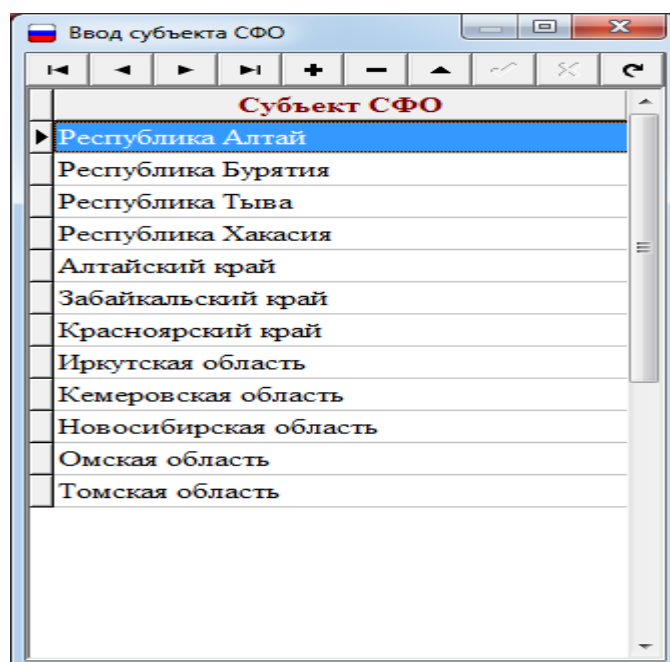 Ввод субъекта СФО
Субъект СФО
Республика Алтай
Республика Бурятия
Республика Тыва
Республика Хакасия
Алтайский край
Забайкальский край
Красноярский край
Иркутская область
Кемеровская область
Новосибирская область
Омская область
Томская область